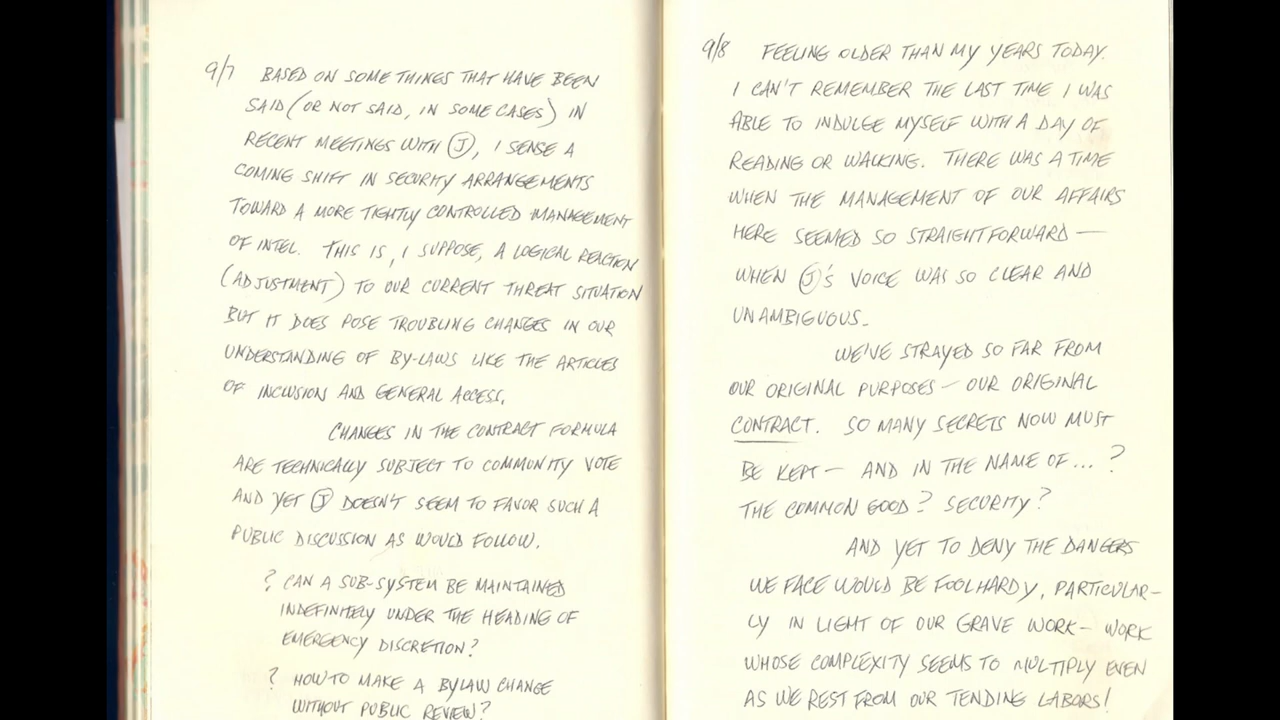 9/7 BASED ON SOME THINGS THAT HAVE BEEN
SAID (OR NOT SAID, IN SOME CASES) IN
RECENT MEETINGS WITH J, I SENSE A
COMING SHIFT IN SECURITY ARRANGEMENTS
TOWARD A MORE TIGHTLY CONTROLLED MANAGEMENT
OF INTEL. THIS IS, I SUPPOSE, A LOGICAL REACTION
(ADJUSTMENT) TO OUR CURRENT THREAT SITUATION
BUT IT DOES POSE TROUBLING CHANGES IN OUR
UNDERSTANDING OF BY-LAWS LIKE THE ARTICLES
OF INCLUSION AND GENERAL ACCESS.
CHANGES IN THE CONTRACT FORMULA
ARE TECHNICALLY SUBJECT TO COMMUNITY VOTE
AND YET J DOESN'T SEEM TO FAVOR SUCH A
PUBLIC DISCUSSION AS WOULD FOLLOW.
? CAN A SUB-SYSTEM BE MAINTAINED
INDEFINITELY UNDER THE HEADING OF
EMERGENCY DISCRETION?
? HOW TO MAKE A BYLAW CHANGE
WITHOUT PUBLIC REVIEW?
9/8 FEELING OLDER THAN MY YEARS TODAY.
I CAN'T REMEMBER THE LAST TIME I WAS
ABLE TO INDULGE MYSELF WITH A DAY OF
READING OR WALKING. THERE WAS A TIME
WHEN THE MANAGEMENT OF OUR AFFAIRS
HERE SEEMED SO STRAIGHTFORWARD —
WHEN J'S VOICE WAS SO CLEAR AND
UNAMBIGUOUS.
WE'VE STRAYED SO FAR FROM
OUR ORIGINAL PURPOSES — OUR ORIGINAL
CONTRACT. SO MANY SECRETS NOW MUST
BE KEPT — AND IN THE NAME OF... ?
THE COMMON GOOD? SECURITY?
AND YET TO DENY THE DANGERS
WE FACE WOULD BE FOOLHARDY, PARTICULAR-
LY IN LIGHT OF OUR GRAVE WORK — WORK
WHOSE COMPLEXITY SEEMS TO MULTIPLY EVEN
AS WE REST FROM OUR TENDING LABORS!